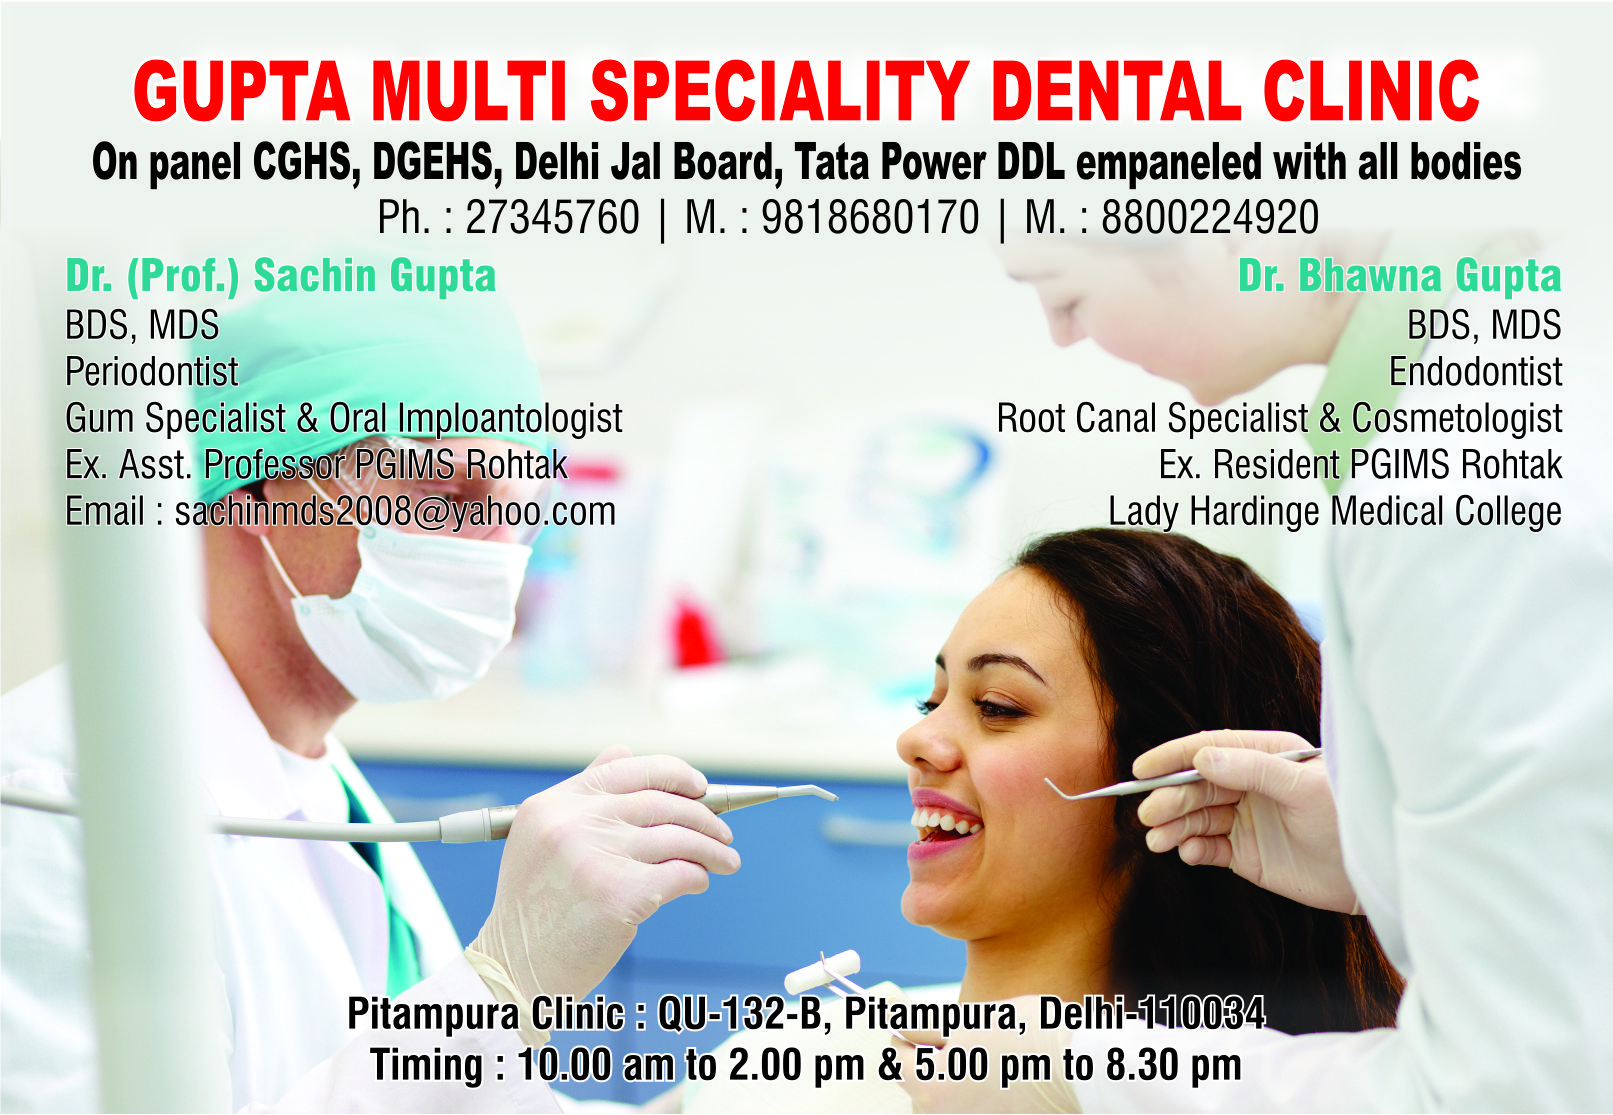 GUPTA MULTI SPECIALITY DENTAL CLINIC
On panel CGHS, DGEHS, Delhi Jal Board, Tata Power DDL empaneled with all bodies
Ph. : 27345760 | M. : 9818680170 | M. : 8800224920
Dr. (Prof.) Sachin Gupta
BDS, MDS
Periodontist
Gum Specialist & Oral Imploantologist
Ex. Asst. Professor PGIMS Rohtak
Email : sachinmds2008@yahoo.com
Dr. Bhawna Gupta
BDS, MDS
Endodontist
Root Canal Specialist & Cosmetologist
Ex. Resident PGIMS Rohtak
Lady Hardinge Medical College
Pitampura Clinic : QU-132-B, Pitampura, Delhi-110034
Timing : 10.00 am to 2.00 pm & 5.00 pm to 8.30 pm